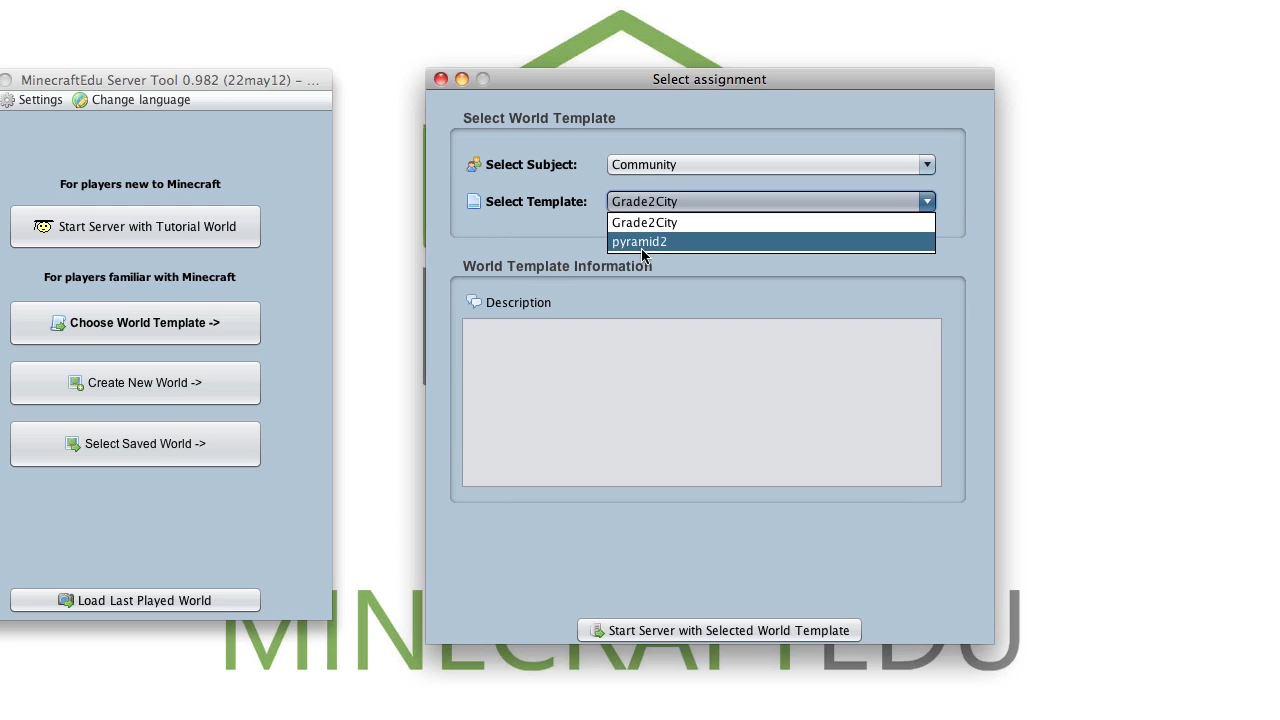 MinecraftEdu Server Tool 0.982 (22may12) – ...
Settings Change language
For players new to Minecraft
Start Server with Tutorial World
For players familiar with Minecraft
Choose World Template ->
Create New World ->
Select Saved World ->
Load Last Played World
Select assignment
Select World Template
Select Subject: Community
Select Template: Grade2City
Grade2City
pyramid2
World Template Information
Description
Start Server with Selected World Template
MINECRAFTEDU